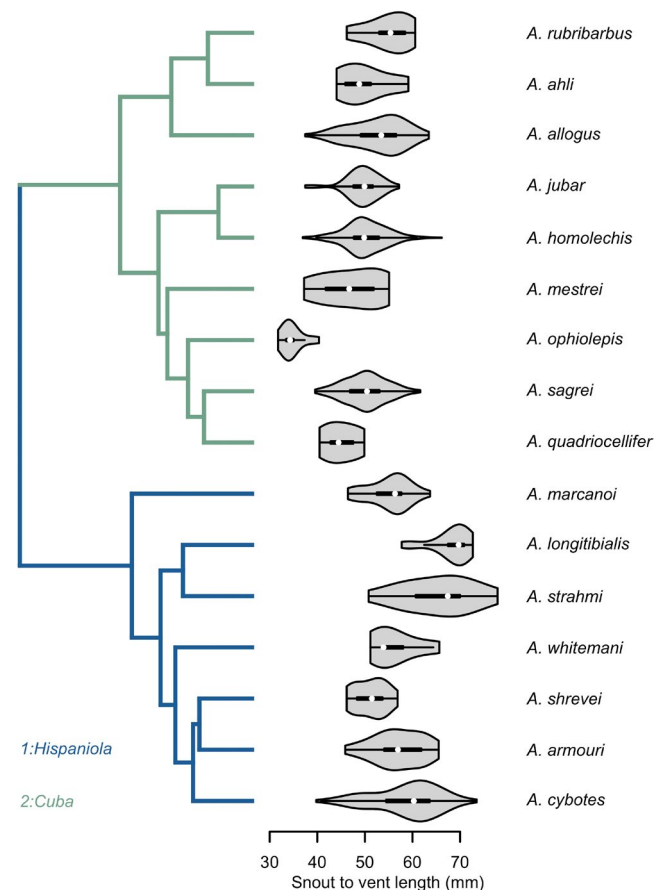 A. rubribarbus
A. ahli
A. allogus
A. jubar
A. homolechis
A. mestrei
A. ophiolepis
A. sagrei
A. quadriocellifer
A. marcanoi
A. longitibialis
A. strahmi
A. whitemani
A. shrevei
1:Hispaniola
A. armouri
2:Cuba
A. cybotes
30 40 50 60 70
Snout to vent length (mm)